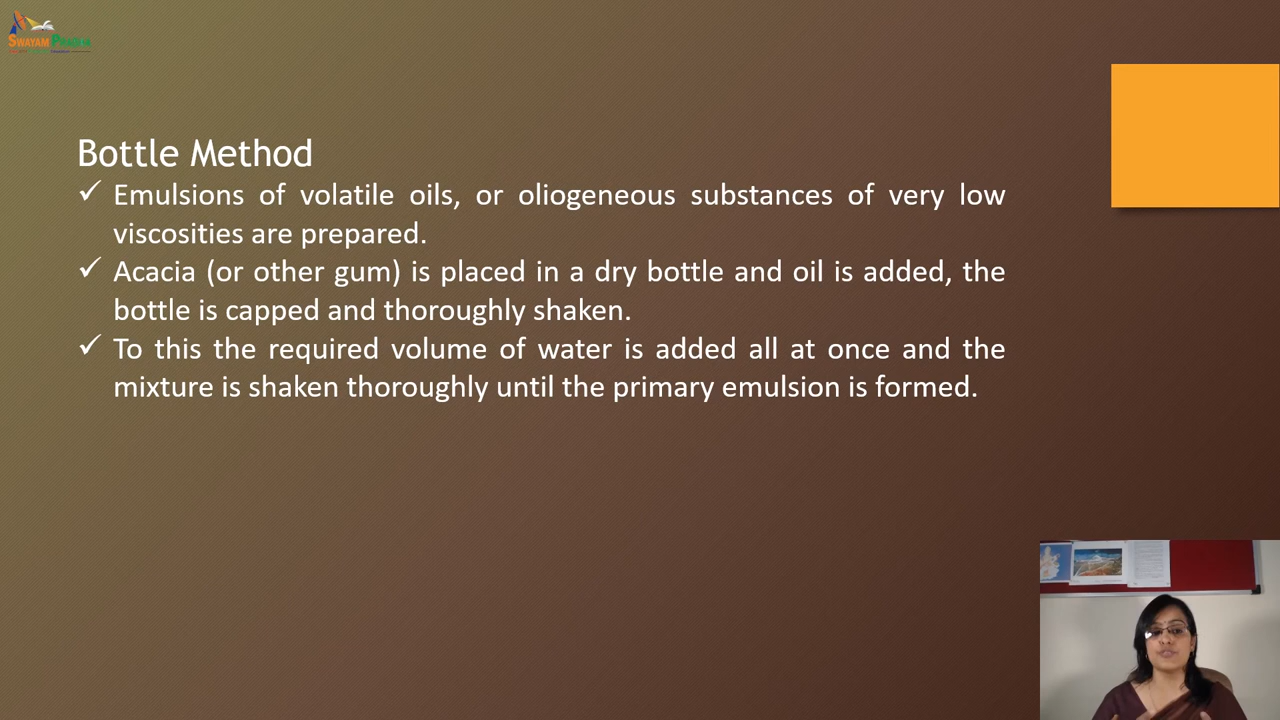 SWAYAM PRABHA
Bottle Method
✓ Emulsions of volatile oils, or oliogeneous substances of very low
viscosities are prepared.
✓ Acacia (or other gum) is placed in a dry bottle and oil is added, the
bottle is capped and thoroughly shaken.
✓ To this the required volume of water is added all at once and the
mixture is shaken thoroughly until the primary emulsion is formed.